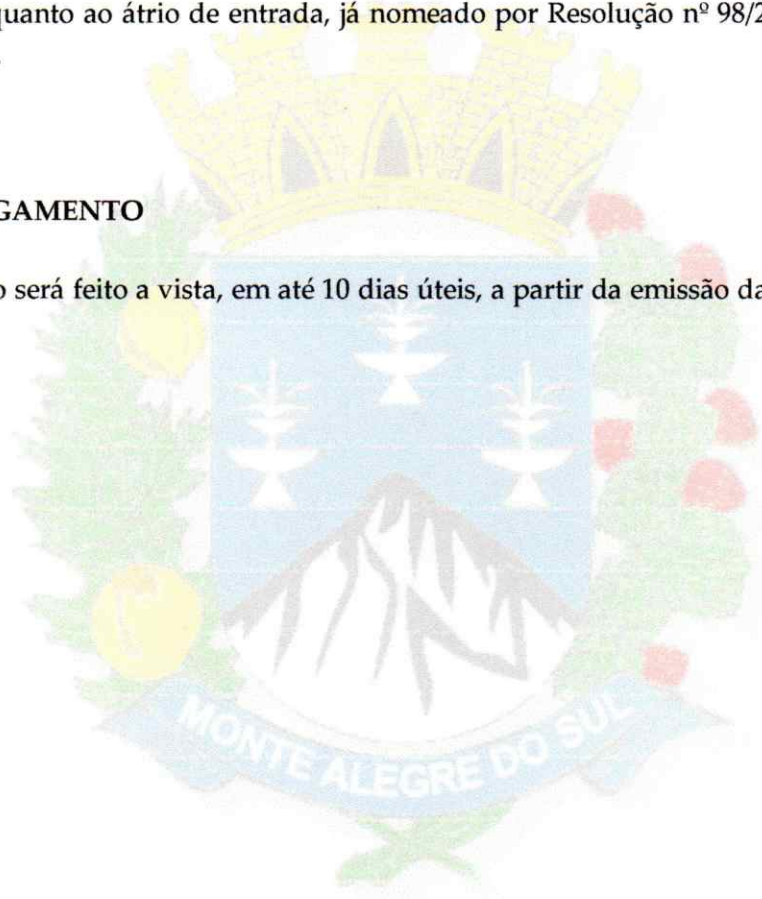 quanto ao átrio de entrada, já nomeado por Resolução nº 98/2
GAMENTO
o será feito a vista, em até 10 dias úteis, a partir da emissão da
MONTE ALEGRE DO SUL